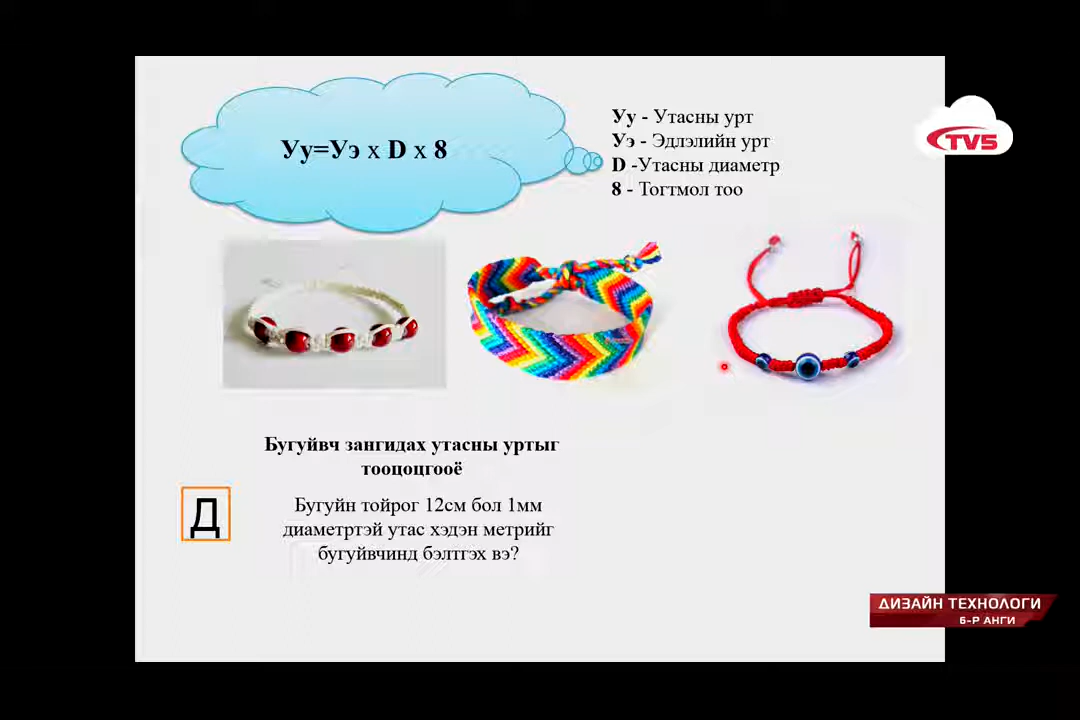 Уу=Уэ х D х 8
Уу - Утасны урт
Уэ - Эдлэлийн урт
D -Утасны диаметр
8 - Тогтмол тоо
TV5
Бугуйвч зангидах утасны уртыг
тооцоцгооё
Д
Бугуйн тойрог 12см бол 1мм
диаметртэй утас хэдэн метрийг
бугуйвчинд бэлтгэх вэ?
ДИЗАЙН ТЕХНОЛОГИ
6-Р АНГИ